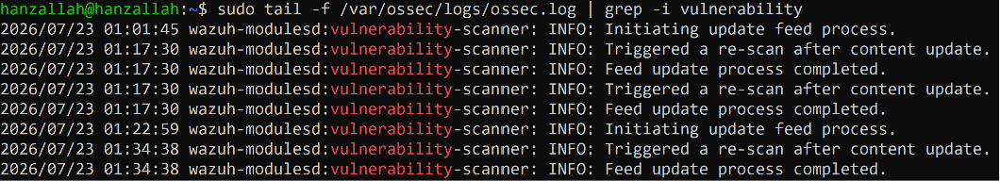 hanzallah@hanzallah:~$ sudo tail -f /var/ossec/logs/ossec.log | grep -i vulnerability
2026/07/23 01:01:45 wazuh-modulesd:vulnerability-scanner: INFO: Initiating update feed process.
2026/07/23 01:17:30 wazuh-modulesd:vulnerability-scanner: INFO: Triggered a re-scan after content update.
2026/07/23 01:17:30 wazuh-modulesd:vulnerability-scanner: INFO: Feed update process completed.
2026/07/23 01:17:30 wazuh-modulesd:vulnerability-scanner: INFO: Triggered a re-scan after content update.
2026/07/23 01:17:30 wazuh-modulesd:vulnerability-scanner: INFO: Feed update process completed.
2026/07/23 01:22:59 wazuh-modulesd:vulnerability-scanner: INFO: Initiating update feed process.
2026/07/23 01:34:38 wazuh-modulesd:vulnerability-scanner: INFO: Triggered a re-scan after content update.
2026/07/23 01:34:38 wazuh-modulesd:vulnerability-scanner: INFO: Feed update process completed.